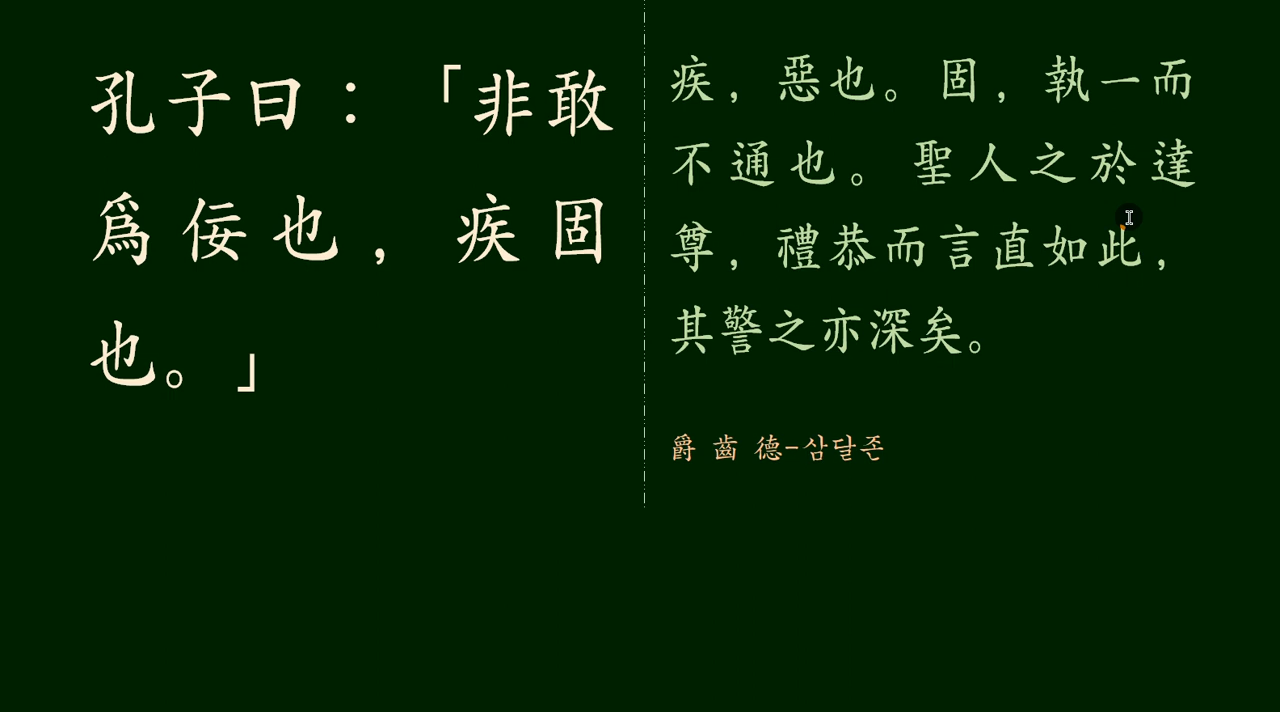 孔子曰：「非敢
爲佞也，疾固
也。」
疾，惡也。固，執一而
不通也。聖人之於達
尊，禮恭而言直如此，
其警之亦深矣。
爵 齒 德-삼달존